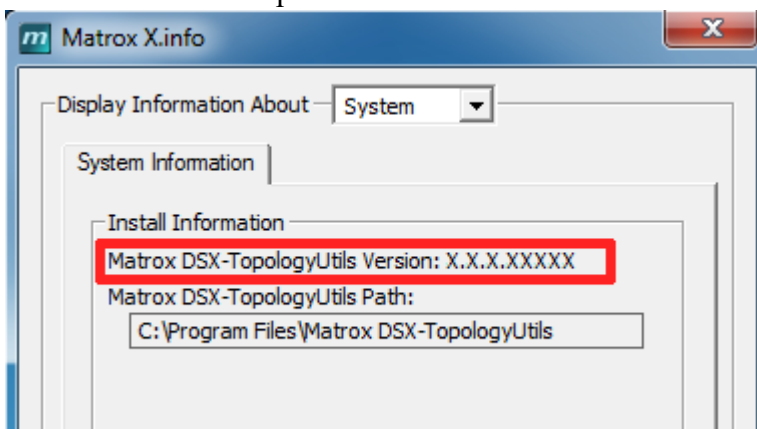 Matrox X.info
Display Information About System
System Information
Install Information
Matrox DSX-TopologyUtils Version: X.X.X.XXXXX
Matrox DSX-TopologyUtils Path:
C:\Program Files\Matrox DSX-TopologyUtils